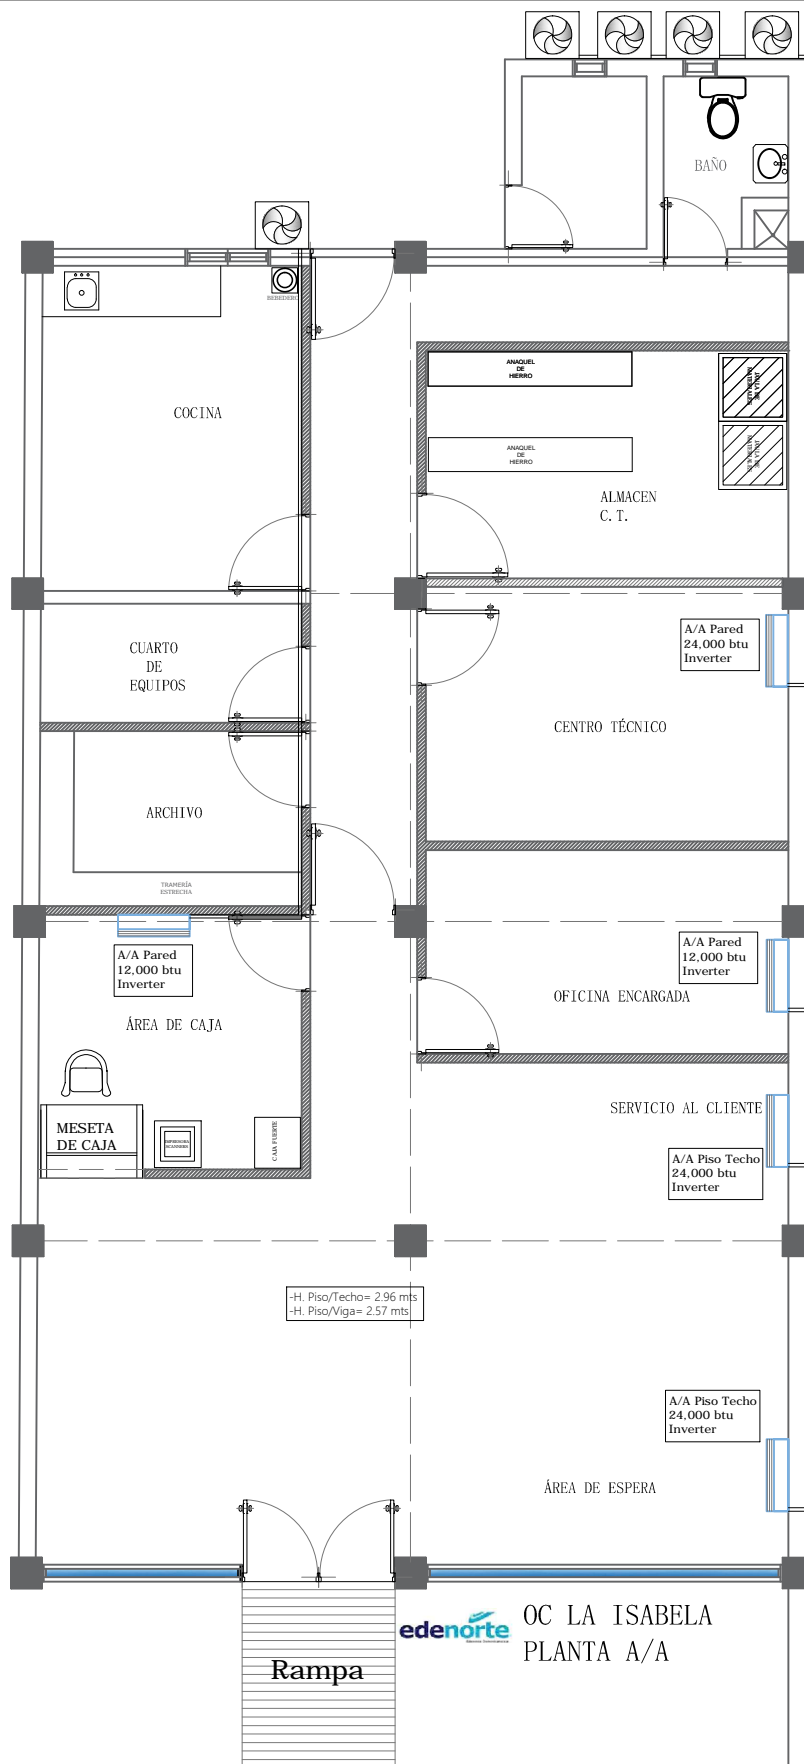 BAÑO
BEBEDERO
COCINA
ANAQUEL
DE
HIERRO
ANAQUEL
DE
HIERRO
ALMACEN
C.T.
CUARTO
DE
EQUIPOS
A/A Pared
24,000 btu
Inverter
CENTRO TÉCNICO
ARCHIVO
TRAMERÍA
ESTRECHA
A/A Pared
12,000 btu
Inverter
A/A Pared
12,000 btu
Inverter
OFICINA ENCARGADA
ÁREA DE CAJA
MESETA
DE CAJA
IMPRESORA
SCANNERS
CAJA FUERTE
SERVICIO AL CLIENTE
A/A Piso Techo
24,000 btu
Inverter
-H. Piso/Techo= 2.96 mts
-H. Piso/Viga= 2.57 mts
A/A Piso Techo
24,000 btu
Inverter
ÁREA DE ESPERA
edenorte
OC LA ISABELA
PLANTA A/A
Rampa